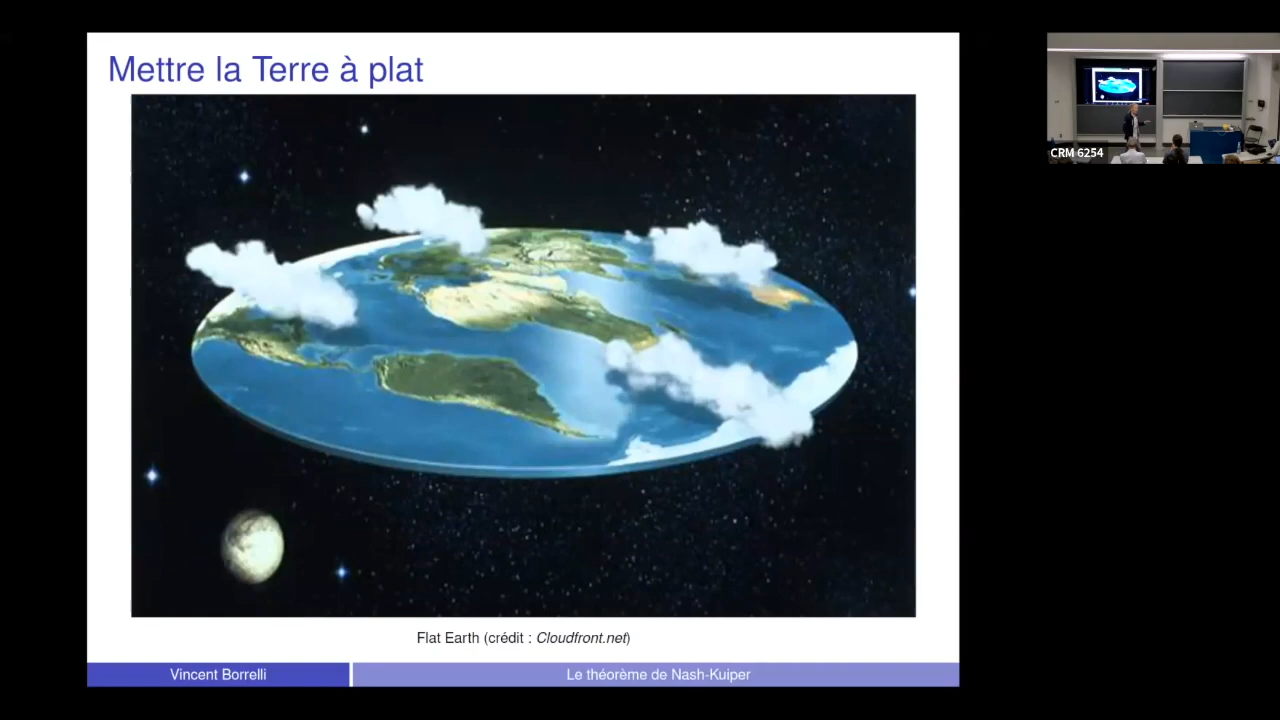 Mettre la Terre à plat
CRM 6254
Flat Earth (crédit : Cloudfront.net)
Vincent Borrelli
Le théorème de Nash-Kuiper